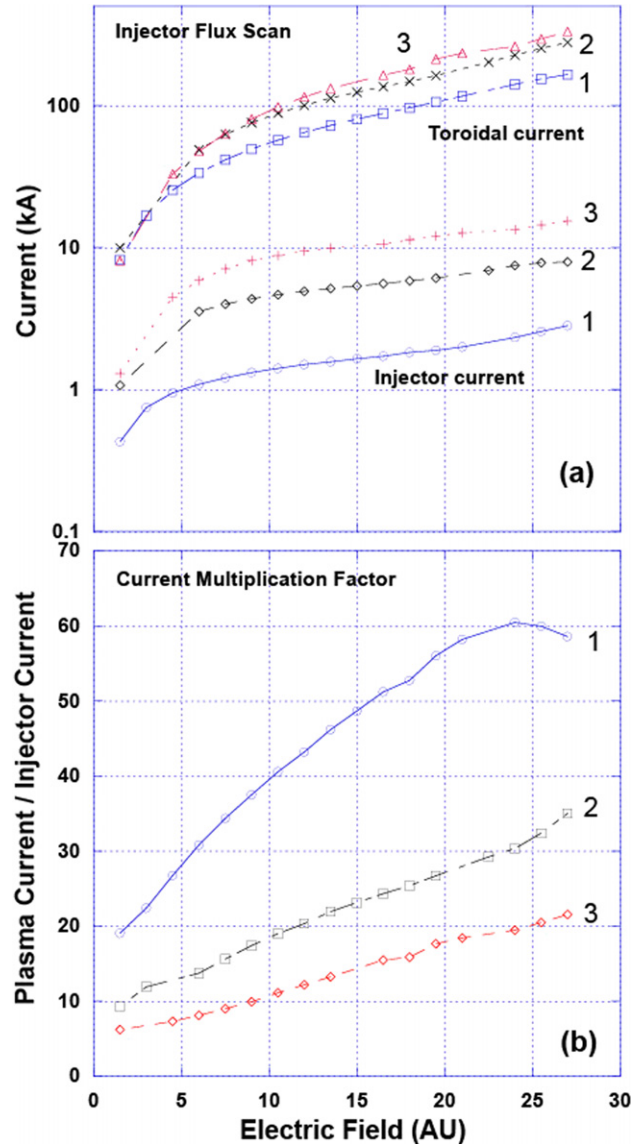 Injector Flux Scan
3
2
1
100
Toroidal current
3
10
2
1
1
Injector current
(a)
0.1
Current (kA)
70
Current Multiplication Factor
60
1
50
40
2
30
3
20
10
(b)
0
Plasma Current / Injector Current
0 5 10 15 20 25 30
Electric Field (AU)